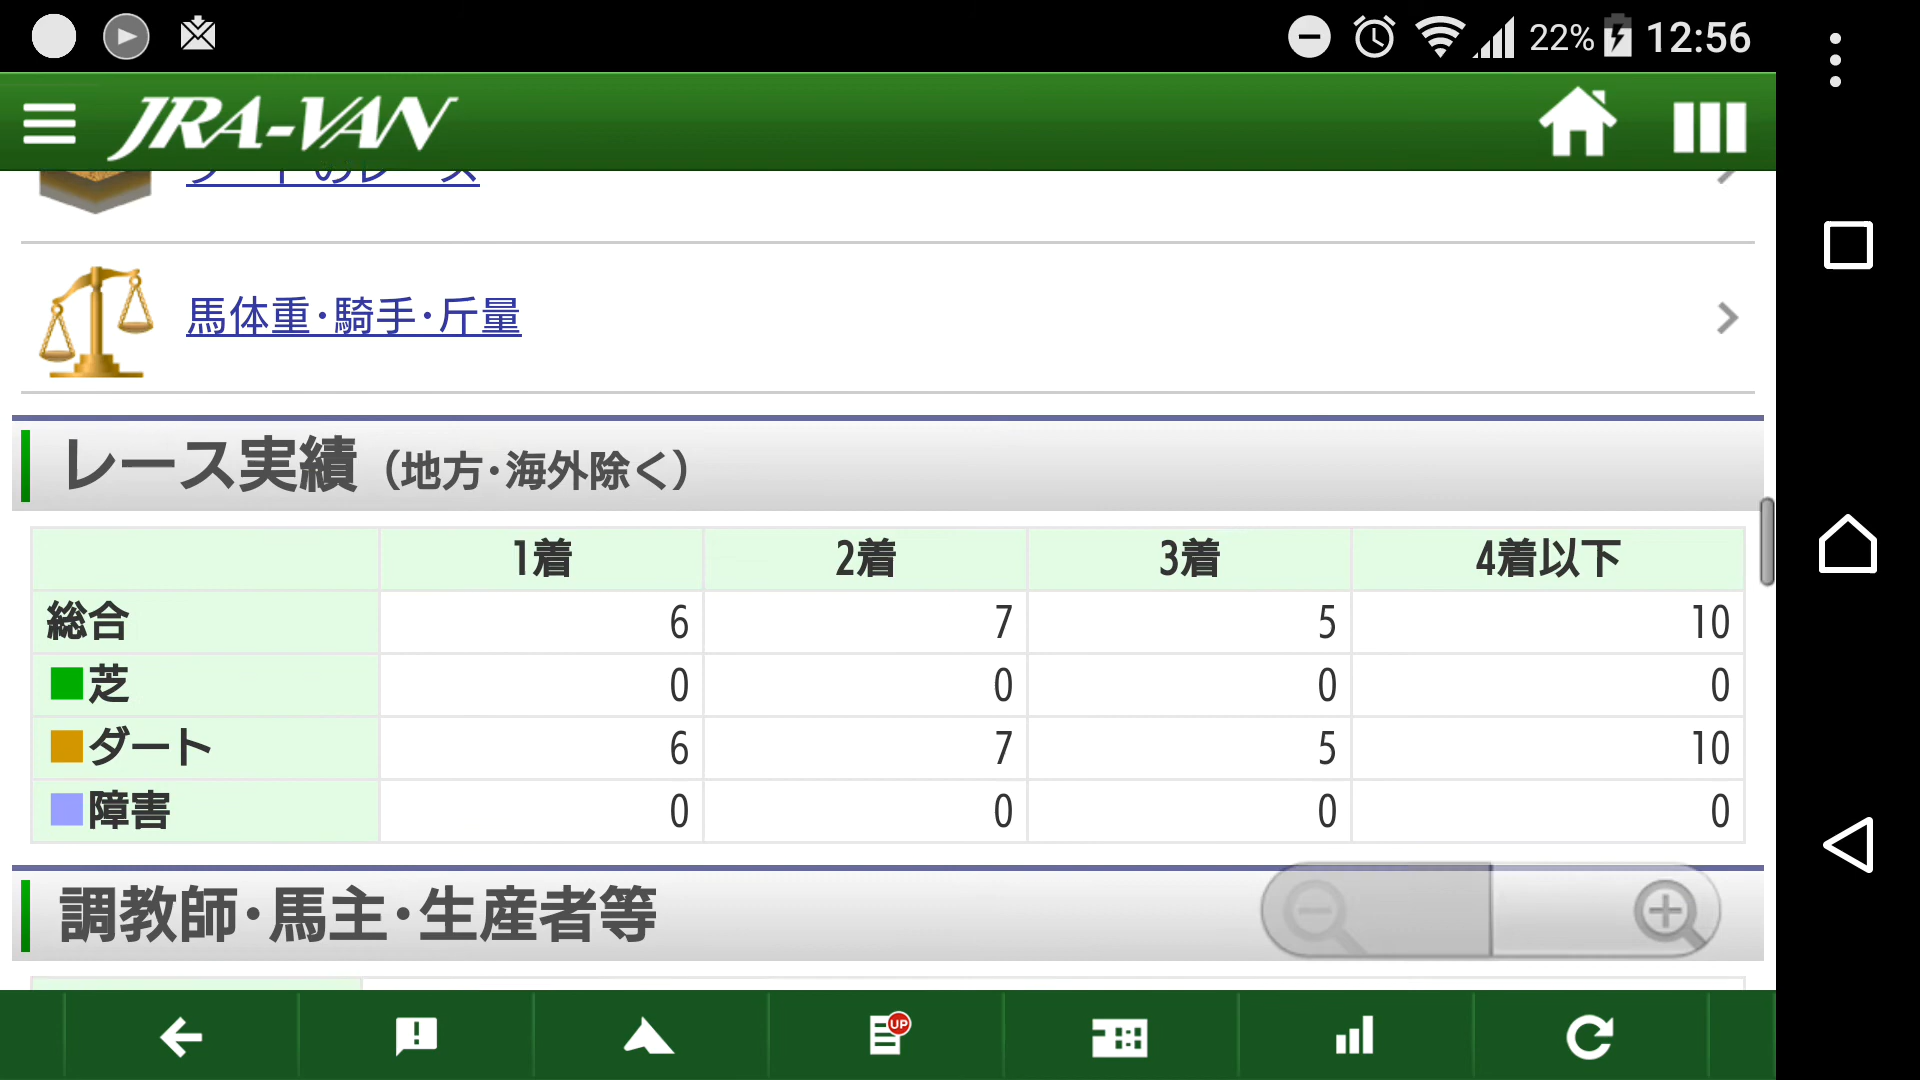 22% 12:56
JRA-VAN
馬体重・騎手・斤量
レース実績（地方・海外除く）
1着 2着 3着 4着以下
総合 6 7 5 10
芝 0 0 0 0
ダート 6 7 5 10
障害 0 0 0 0
調教師・馬主・生産者等
UP